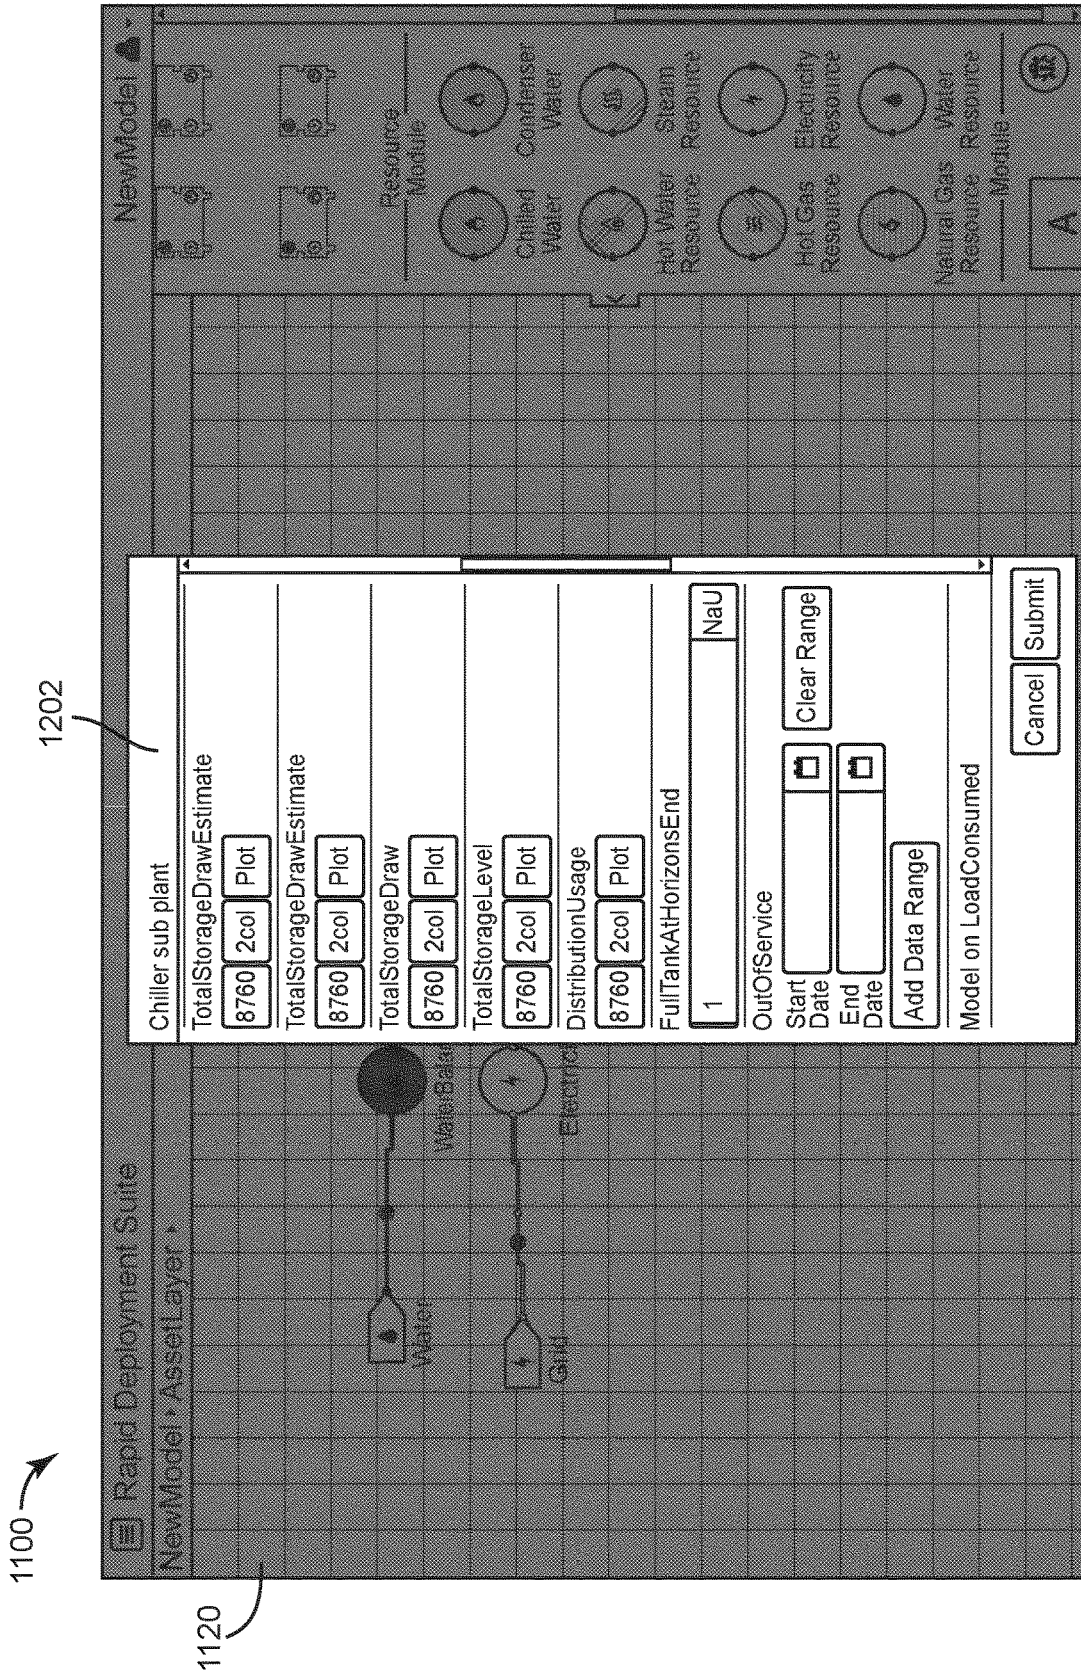 1100
1120
1202
Rapid Deployment Suite
NewModel
NewModel ▸ AssetLayer ▸
Water
WaterBalan
Grid
Electrici
Chiller sub plant
TotalStorageDrawEstimate
8760 2col Plot
TotalStorageDrawEstimate
8760 2col Plot
TotalStorageDraw
8760 2col Plot
TotalStorageLevel
8760 2col Plot
DistributionUsage
8760 2col Plot
FullTankAtHorizonsEnd
1 NaU
OutOfService
Start
Date
Clear Range
End
Date
Add Data Range
Model on LoadConsumed
Cancel Submit
Resource
Module
Chilled
Water
Condenser
Water
Hot Water
Resource
Steam
Resource
Hot Gas
Resource
Electricity
Resource
Natural Gas
Resource
Water
Resource
Module
A